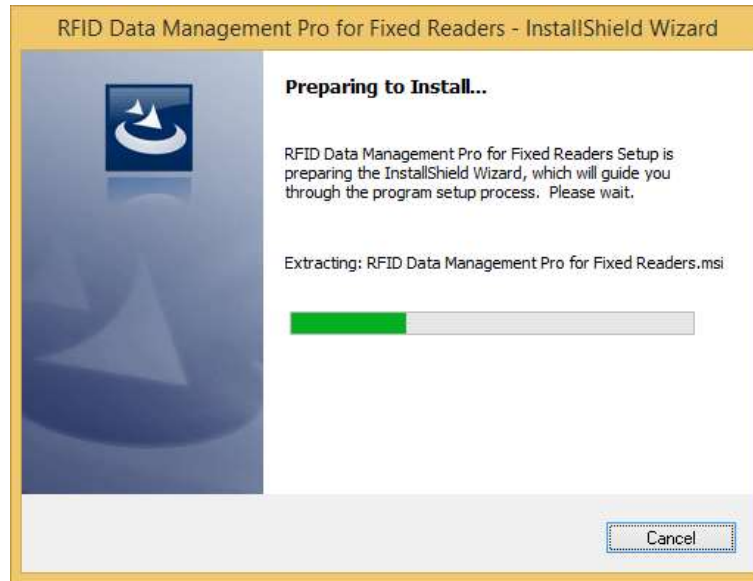 RFID Data Management Pro for Fixed Readers - InstallShield Wizard
Preparing to Install...
RFID Data Management Pro for Fixed Readers Setup is
preparing the InstallShield Wizard, which will guide you
through the program setup process. Please wait.
Extracting: RFID Data Management Pro for Fixed Readers.msi
Cancel